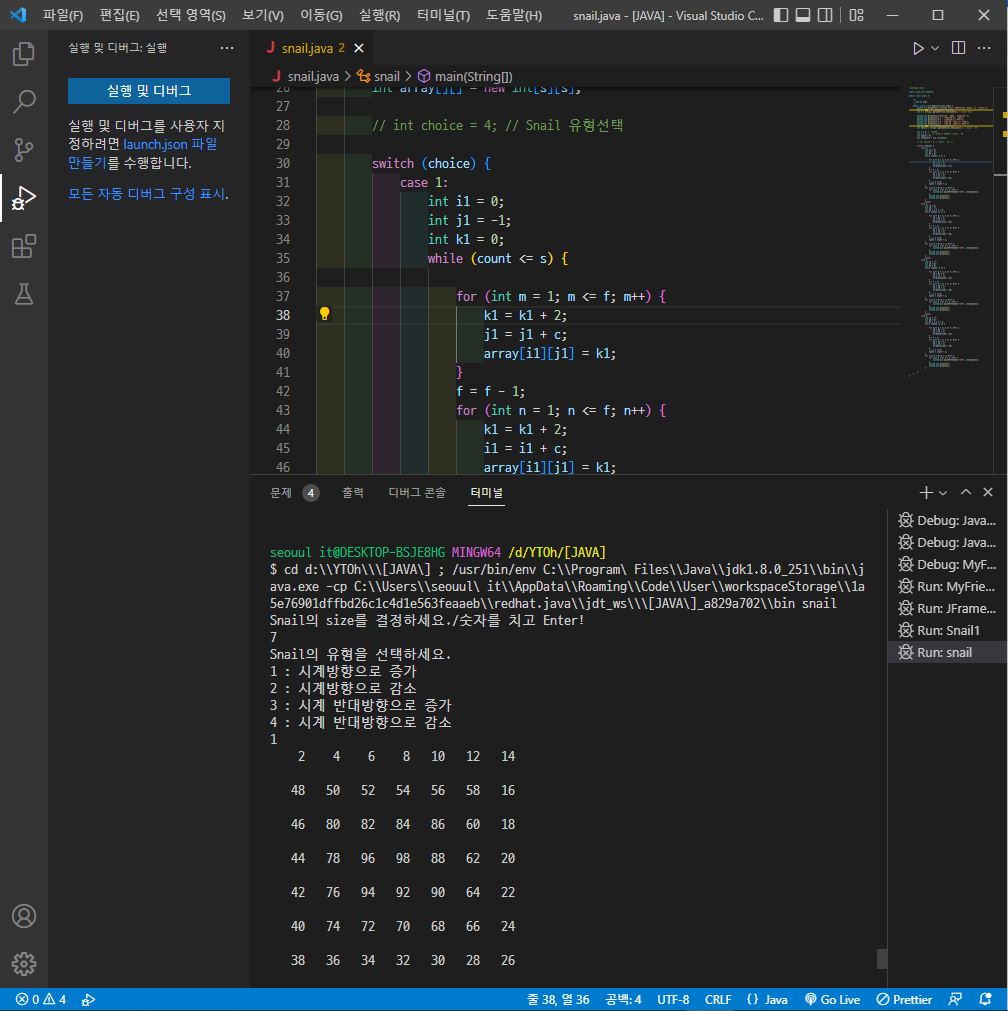 파일(F) 편집(E) 선택 영역(S) 보기(V) 이동(G) 실행(R) 터미널(T) 도움말(H) snail.java - [JAVA] - Visual Studio C...
실행 및 디버그: 실행 ...
실행 및 디버그
실행 및 디버그를 사용자 지
정하려면 launch.json 파일
만들기를 수행합니다.
모든 자동 디버그 구성 표시.
J snail.java 2 ×
J snail.java > snail > main(String[])
26 int array[][] = new int[s][s];
27
28 // int choice = 4; // Snail 유형선택
29
30 switch (choice) {
31 case 1:
32 int i1 = 0;
33 int j1 = -1;
34 int k1 = 0;
35 while (count <= s) {
36
37 for (int m = 1; m <= f; m++) {
38 k1 = k1 + 2;
39 j1 = j1 + c;
40 array[i1][j1] = k1;
41 }
42 f = f - 1;
43 for (int n = 1; n <= f; n++) {
44 k1 = k1 + 2;
45 i1 = i1 + c;
46 array[i1][j1] = k1;
문제 4 출력 디버그 콘솔 터미널
seouul it@DESKTOP-BSJE8HG MINGW64 /d/YTOh/[JAVA]
$ cd d:\\YTOh\\\[JAVA\] ; /usr/bin/env C:\\Program\ Files\\Java\\jdk1.8.0_251\\bin\\j
ava.exe -cp C:\\Users\\seouul\ it\\AppData\\Roaming\\Code\\User\\workspaceStorage\\1a
5e76901dffbd26c1c4d1e563feaaeb\\redhat.java\\jdt_ws\\\[JAVA\]_a829a702\\bin snail
Snail의 size를 결정하세요./숫자를 치고 Enter!
7
Snail의 유형을 선택하세요.
1 : 시계방향으로 증가
2 : 시계방향으로 감소
3 : 시계 반대방향으로 증가
4 : 시계 반대방향으로 감소
1
2 4 6 8 10 12 14
48 50 52 54 56 58 16
46 80 82 84 86 60 18
44 78 96 98 88 62 20
42 76 94 92 90 64 22
40 74 72 70 68 66 24
38 36 34 32 30 28 26
Debug: Java...
Debug: Java...
Debug: MyF...
Run: MyFrie...
Run: JFrame...
Run: Snail1
Run: snail
0 4 줄 38, 열 36 공백: 4 UTF-8 CRLF {} Java Go Live Prettier